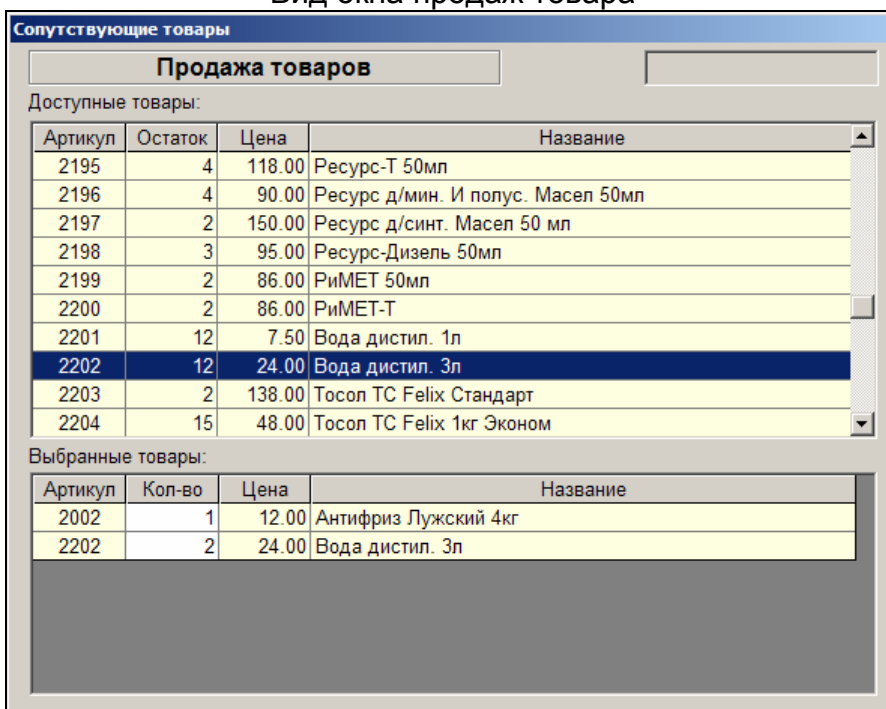 Вид окна продаж товара
Сопутствующие товары
Продажа товаров
Доступные товары:
Артикул Остаток Цена Название
2195 4 118.00 Ресурс-Т 50мл
2196 4 90.00 Ресурс д/мин. И полус. Масел 50мл
2197 2 150.00 Ресурс д/синт. Масел 50 мл
2198 3 95.00 Ресурс-Дизель 50мл
2199 2 86.00 РиМЕТ 50мл
2200 2 86.00 РиМЕТ-Т
2201 12 7.50 Вода дистил. 1л
2202 12 24.00 Вода дистил. 3л
2203 2 138.00 Тосол ТС Felix Стандарт
2204 15 48.00 Тосол ТС Felix 1кг Эконом
Выбранные товары:
Артикул Кол-во Цена Название
2002 1 12.00 Антифриз Лужский 4кг
2202 2 24.00 Вода дистил. 3л